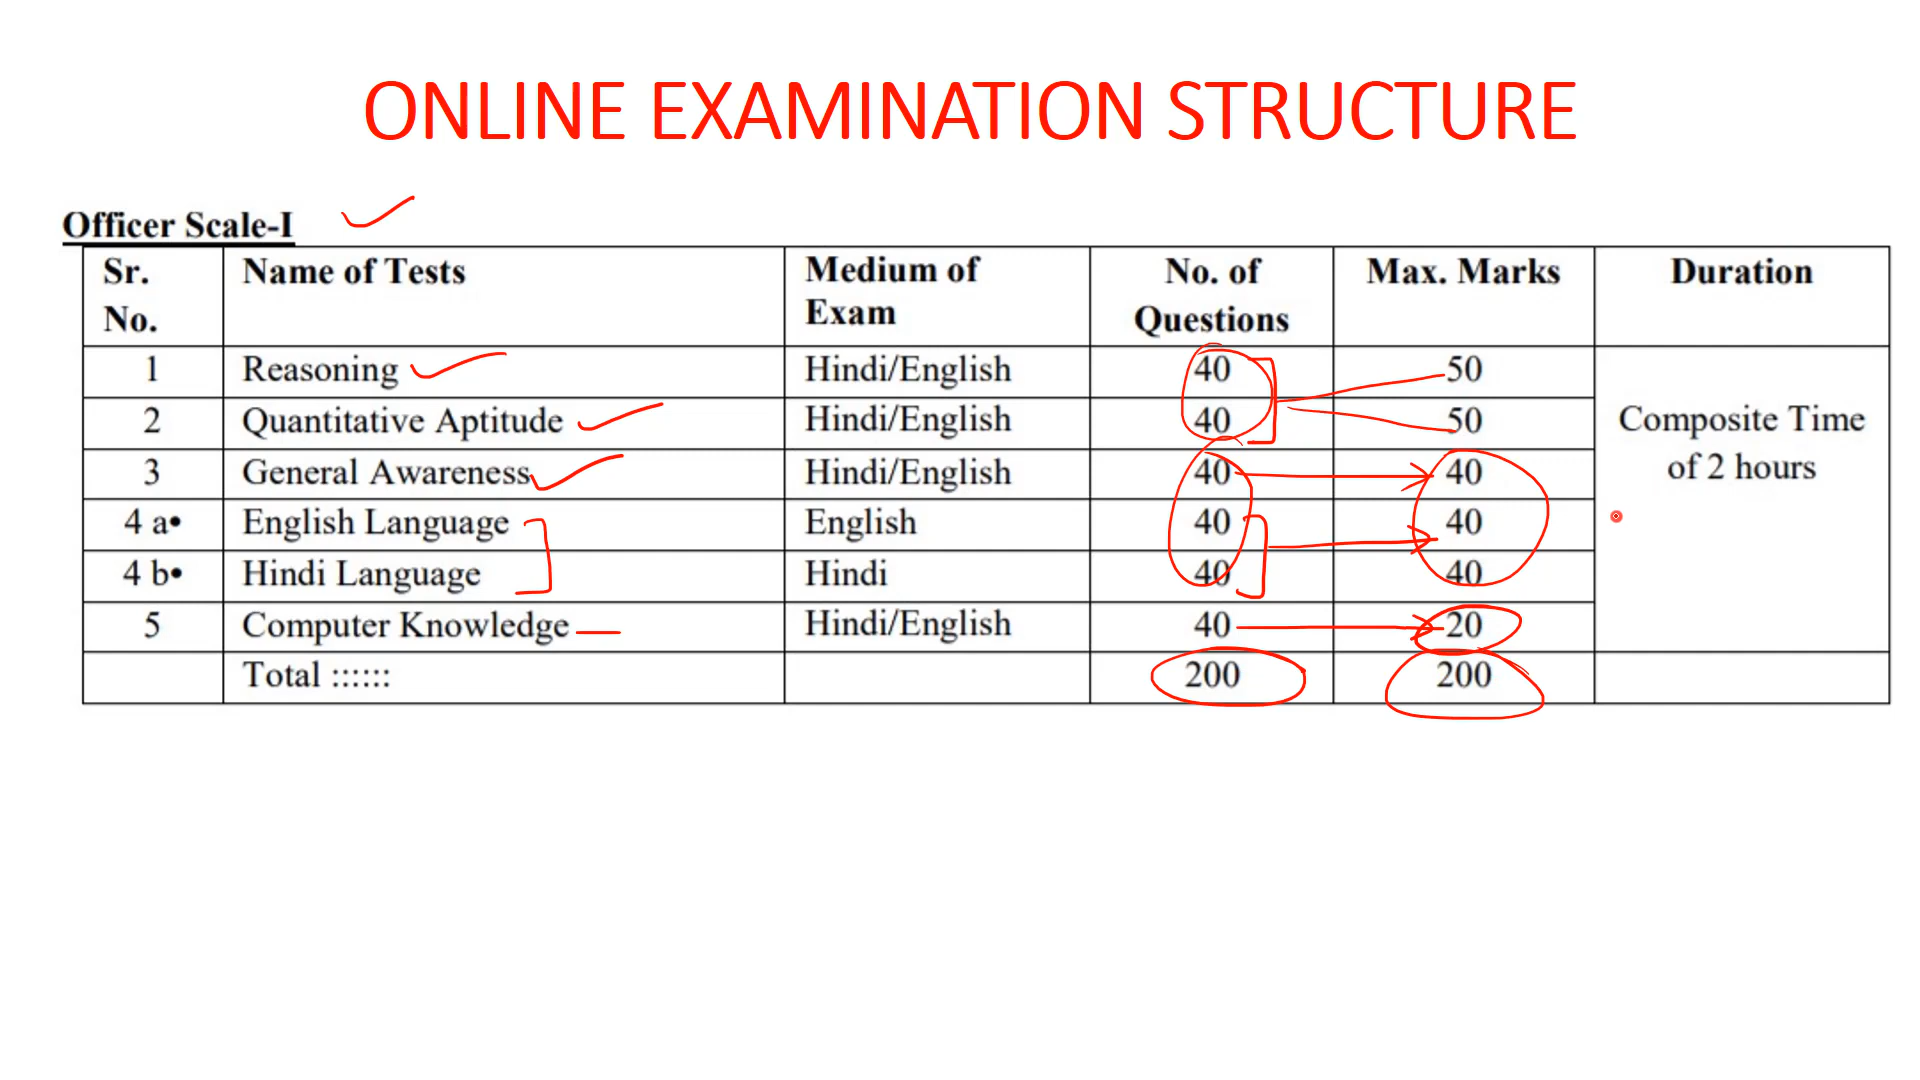 ONLINE EXAMINATION STRUCTURE
Officer Scale-I
Sr. No. Name of Tests Medium of Exam No. of Questions Max. Marks Duration
1 Reasoning Hindi/English 40 50
2 Quantitative Aptitude Hindi/English 40 50
3 General Awareness Hindi/English 40 40
4 a• English Language English 40 40
4 b• Hindi Language Hindi 40 40
5 Computer Knowledge Hindi/English 40 20
Composite Time of 2 hours
Total :::::: 200 200